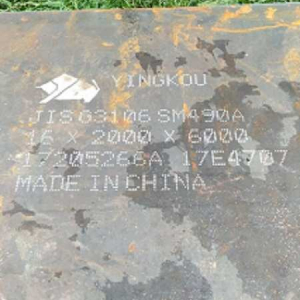 YINGKOU
JIS G3106 SM490A
16 X 2000 X 6000
17205266A 17E4707
MADE IN CHINA